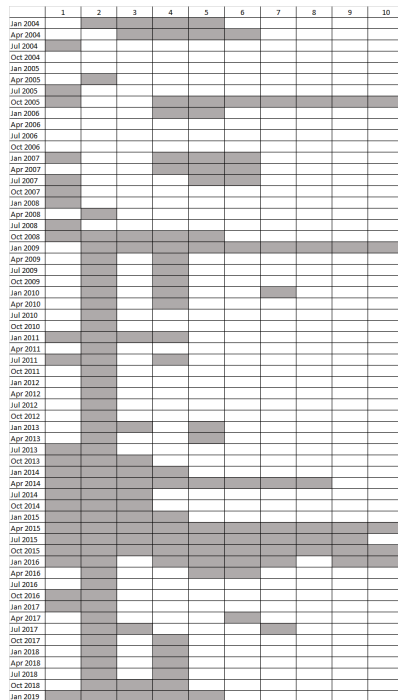 1 2 3 4 5 6 7 8 9 10
Jan 2004
Apr 2004
Jul 2004
Oct 2004
Jan 2005
Apr 2005
Jul 2005
Oct 2005
Jan 2006
Apr 2006
Jul 2006
Oct 2006
Jan 2007
Apr 2007
Jul 2007
Oct 2007
Jan 2008
Apr 2008
Jul 2008
Oct 2008
Jan 2009
Apr 2009
Jul 2009
Oct 2009
Jan 2010
Apr 2010
Jul 2010
Oct 2010
Jan 2011
Apr 2011
Jul 2011
Oct 2011
Jan 2012
Apr 2012
Jul 2012
Oct 2012
Jan 2013
Apr 2013
Jul 2013
Oct 2013
Jan 2014
Apr 2014
Jul 2014
Oct 2014
Jan 2015
Apr 2015
Jul 2015
Oct 2015
Jan 2016
Apr 2016
Jul 2016
Oct 2016
Jan 2017
Apr 2017
Jul 2017
Oct 2017
Jan 2018
Apr 2018
Jul 2018
Oct 2018
Jan 2019